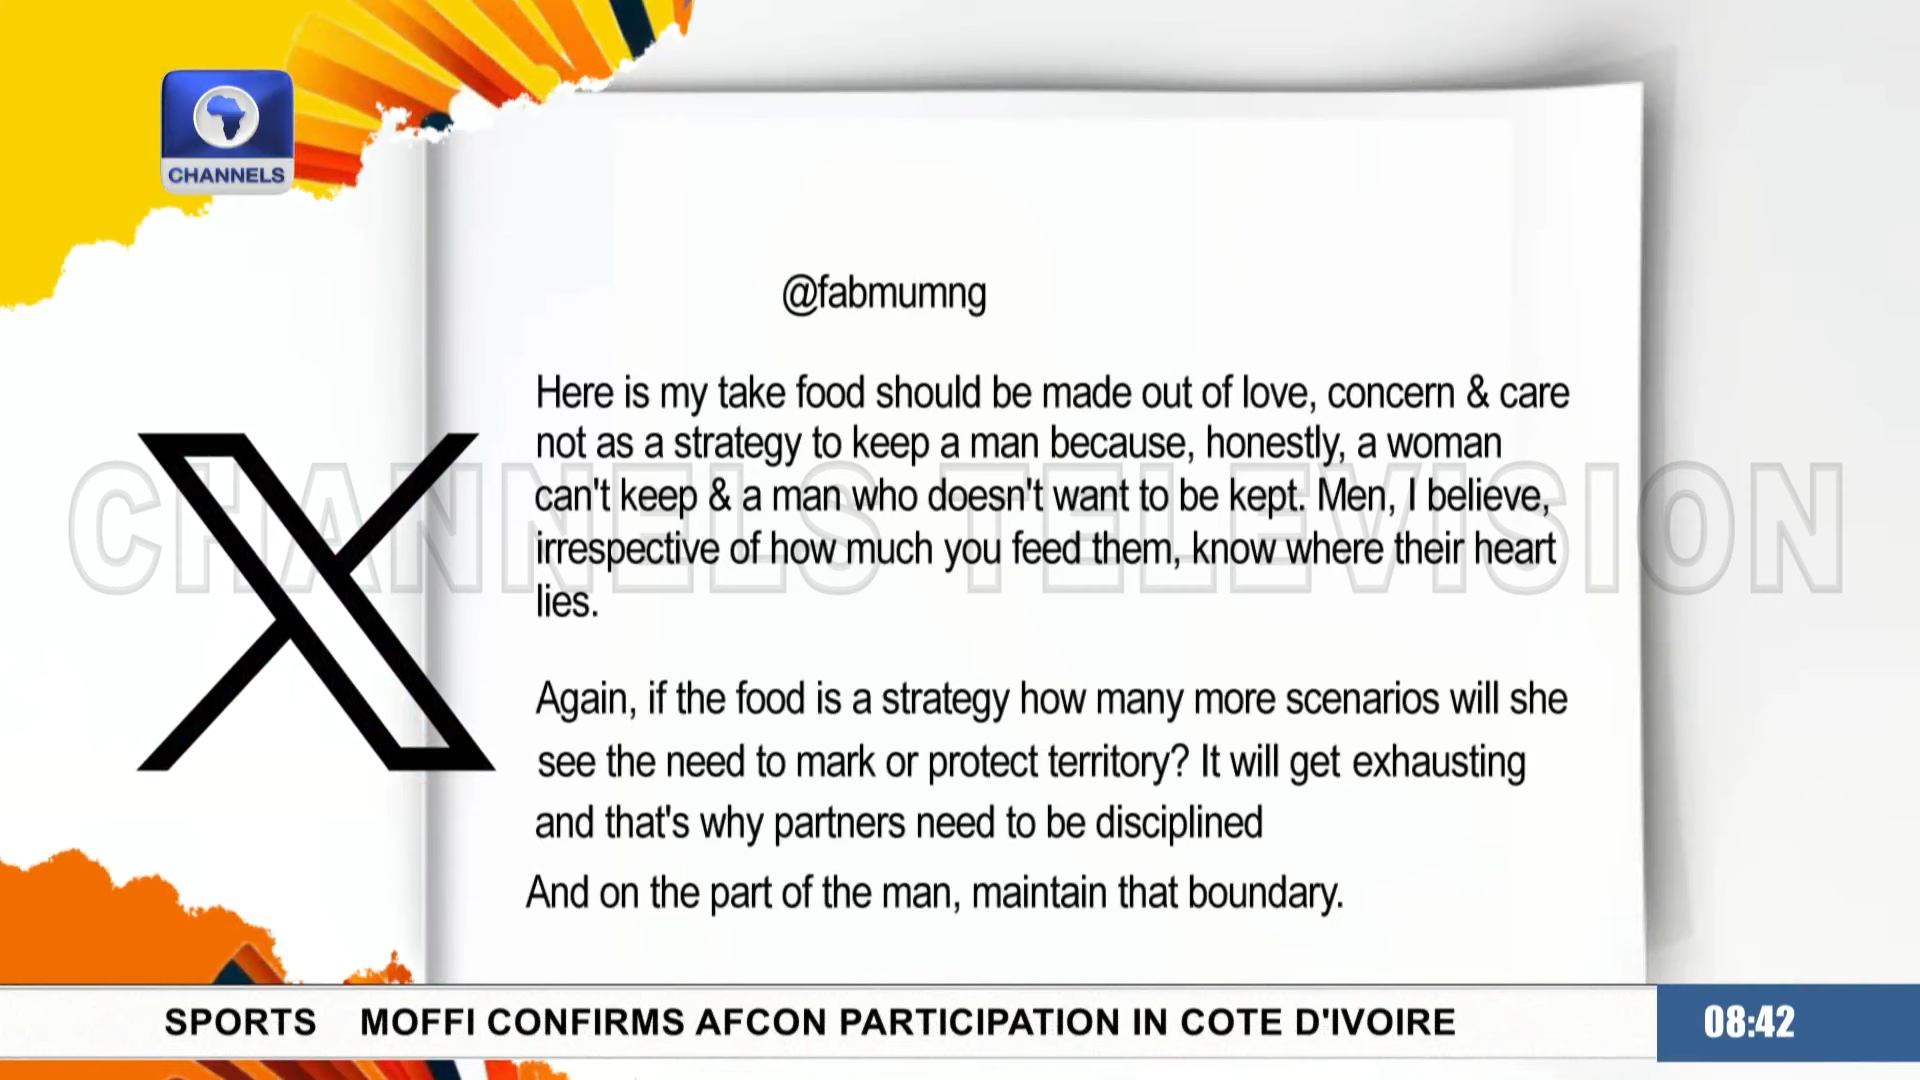 CHANNELS
@fabmumng
Here is my take food should be made out of love, concern & care
not as a strategy to keep a man because, honestly, a woman
can't keep & a man who doesn't want to be kept. Men, I believe,
irrespective of how much you feed them, know where their heart
lies.
CHANNELS TELEVISION
Again, if the food is a strategy how many more scenarios will she
see the need to mark or protect territory? It will get exhausting
and that's why partners need to be disciplined
And on the part of the man, maintain that boundary.
SPORTS MOFFI CONFIRMS AFCON PARTICIPATION IN COTE D'IVOIRE
08:42